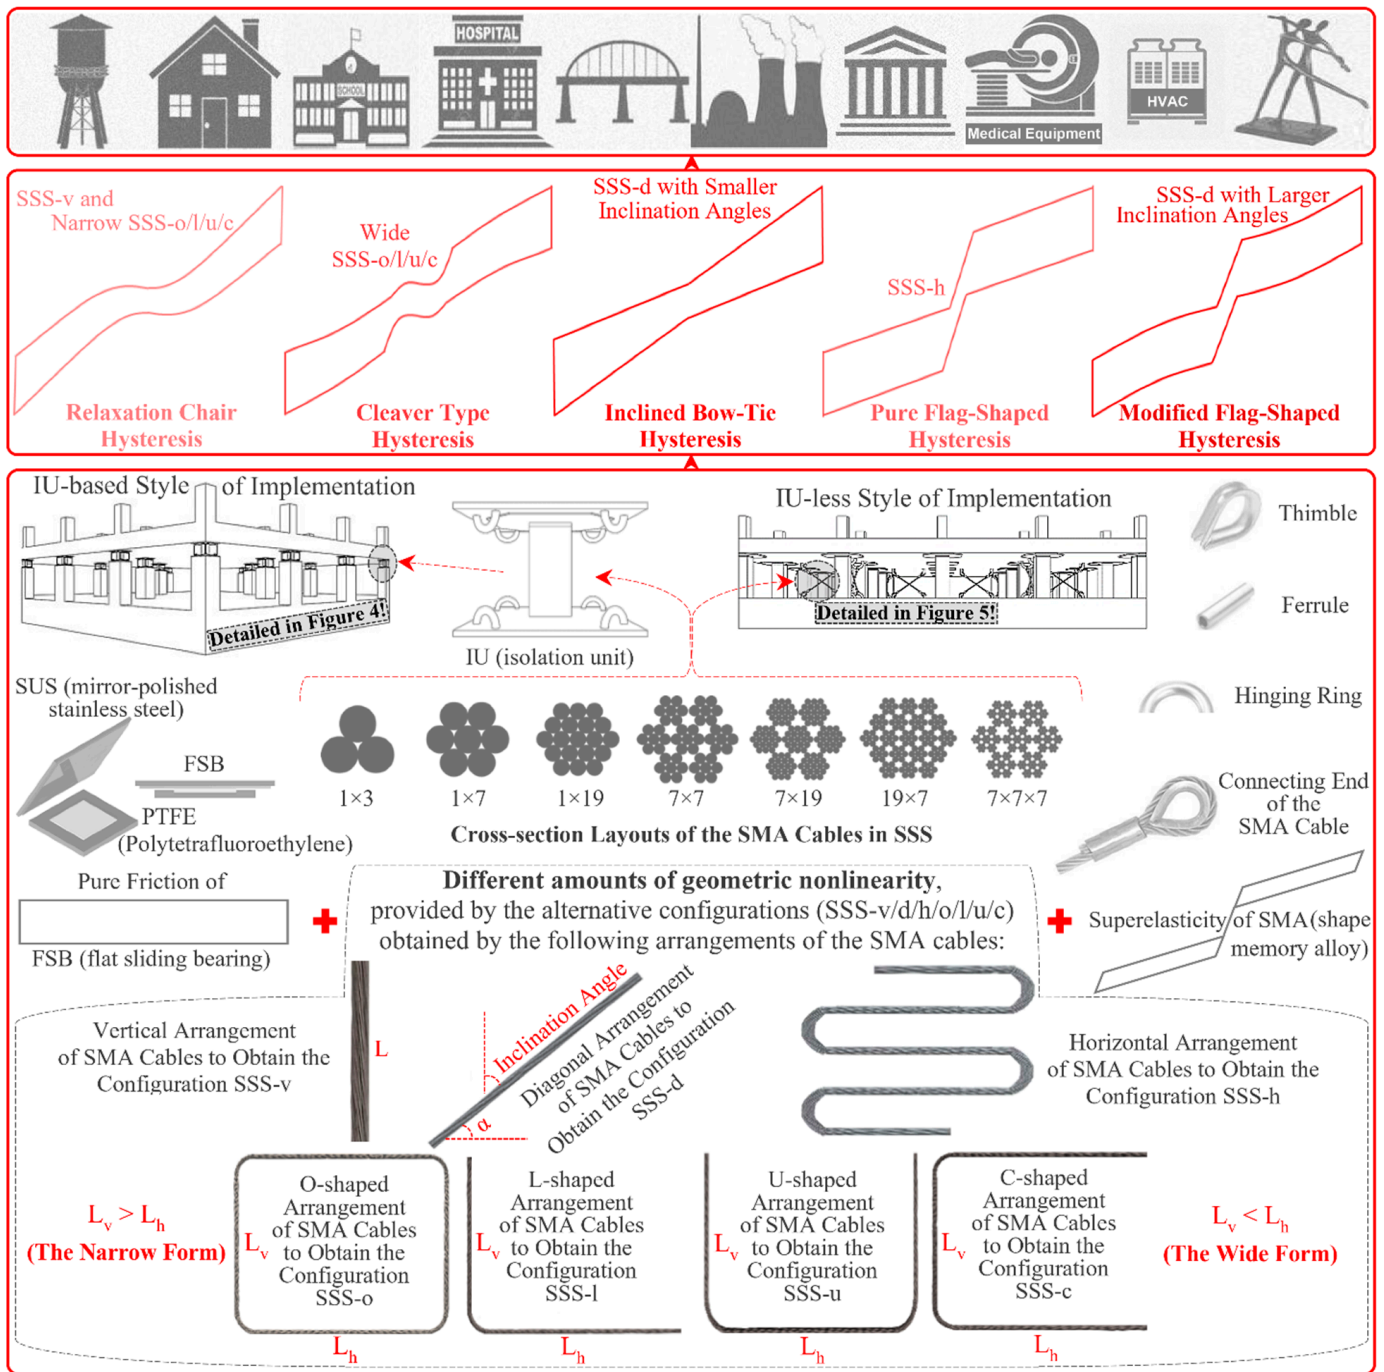 HOSPITAL
SCHOOL
HVAC
Medical Equipment
SSS-v and
Narrow SSS-o/l/u/c
Relaxation Chair
Hysteresis
Wide
SSS-o/l/u/c
Cleaver Type
Hysteresis
SSS-d with Smaller
Inclination Angles
Inclined Bow-Tie
Hysteresis
SSS-h
Pure Flag-Shaped
Hysteresis
SSS-d with Larger
Inclination Angles
Modified Flag-Shaped
Hysteresis
IU-based Style of Implementation
Detailed in Figure 4!
IU (isolation unit)
IU-less Style of Implementation
Detailed in Figure 5!
Thimble
Ferrule
Hinging Ring
Connecting End
of the
SMA Cable
SUS (mirror-polished
stainless steel)
FSB
PTFE
(Polytetrafluoroethylene)
1×3
1×7
1×19
7×7
7×19
19×7
7×7×7
Cross-section Layouts of the SMA Cables in SSS
Pure Friction of
FSB (flat sliding bearing)
Different amounts of geometric nonlinearity,
provided by the alternative configurations (SSS-v/d/h/o/l/u/c)
obtained by the following arrangements of the SMA cables:
Superelasticity of SMA(shape
memory alloy)
Vertical Arrangement
of SMA Cables to Obtain the
Configuration SSS-v
L
Inclination Angle
α
Diagonal Arrangement
of SMA Cables to
Obtain the Configuration
SSS-d
Horizontal Arrangement
of SMA Cables to Obtain the
Configuration SSS-h
Lv > Lh
(The Narrow Form)
O-shaped
Arrangement
of SMA Cables
to Obtain the
Configuration
SSS-o
Lv
Lh
L-shaped
Arrangement
of SMA Cables
to Obtain the
Configuration
SSS-l
Lv
Lh
U-shaped
Arrangement
of SMA Cables
to Obtain the
Configuration
SSS-u
Lv
Lh
C-shaped
Arrangement
of SMA Cables
to Obtain the
Configuration
SSS-c
Lv
Lh
Lv < Lh
(The Wide Form)